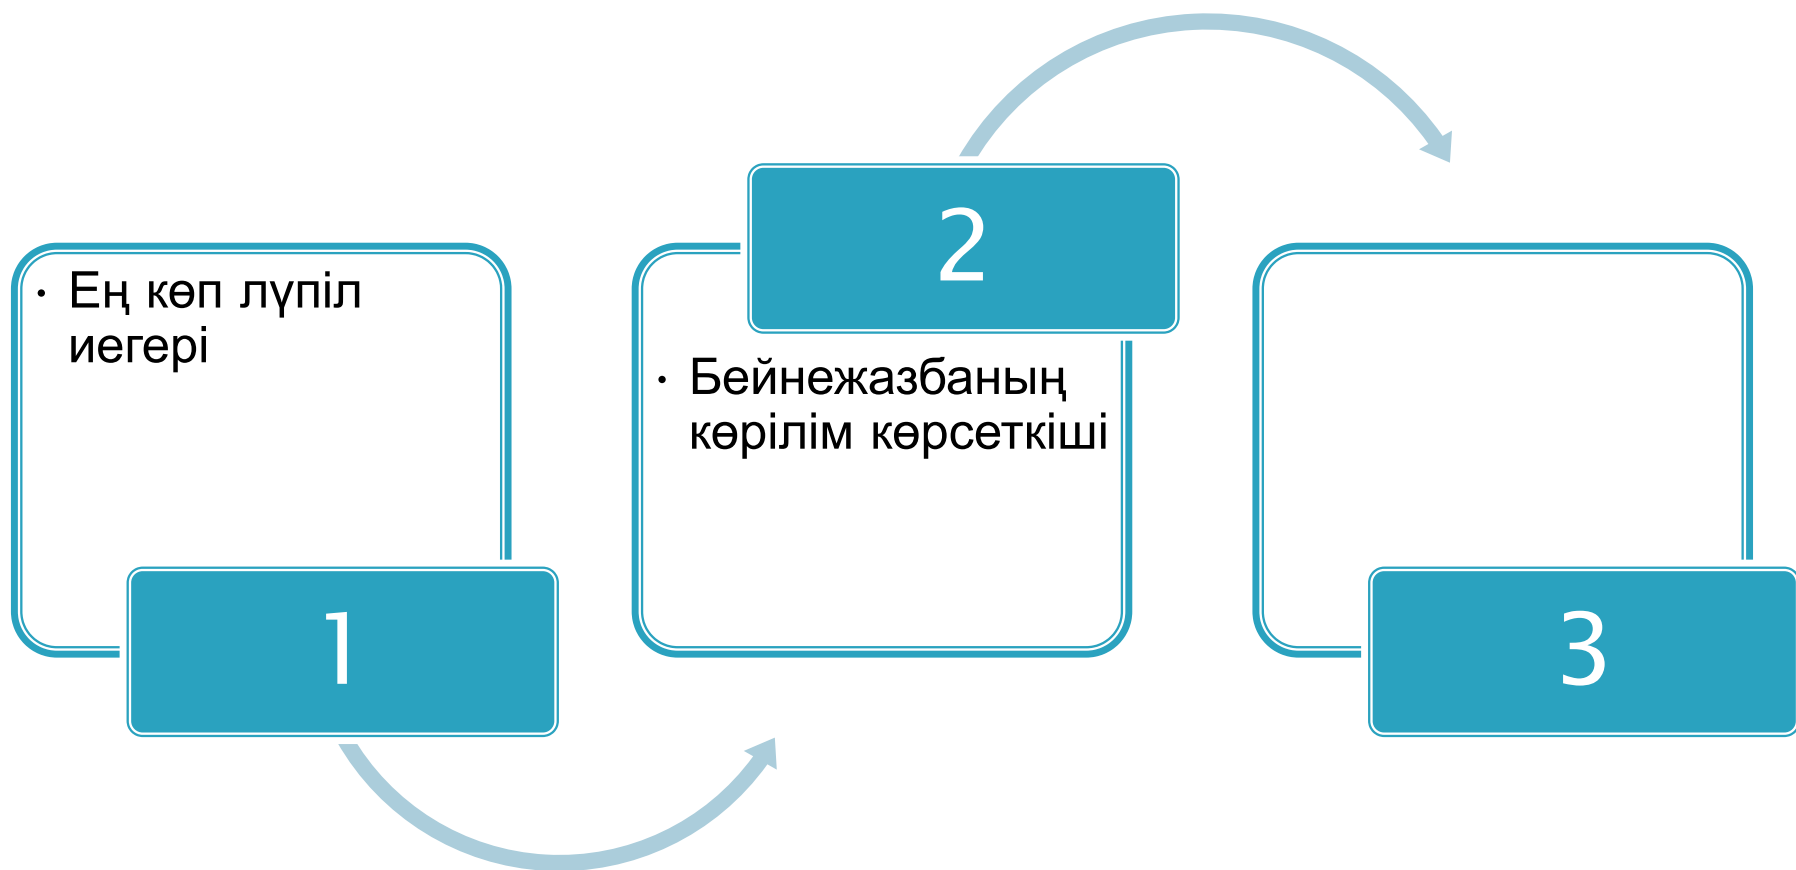 · Ең көп лүпіл
иегері
1
2
· Бейнежазбаның
көрілім көрсеткіші
3